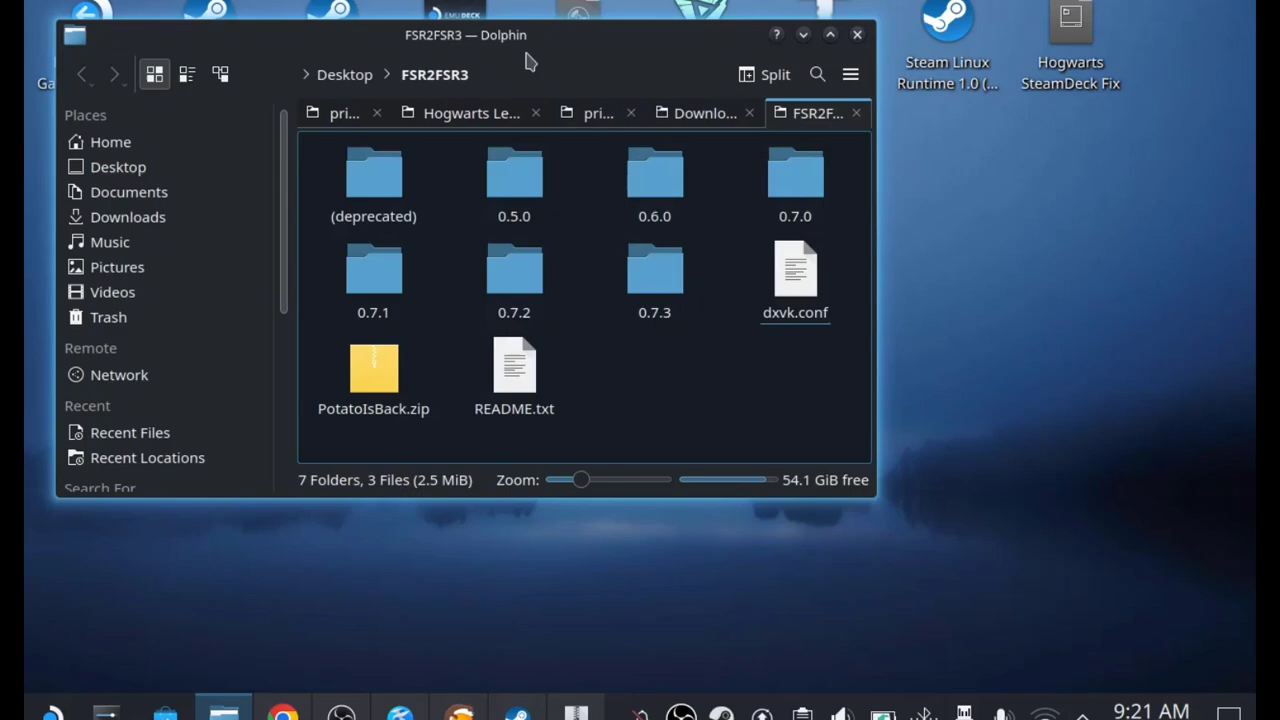 EMUDECK
FSR2FSR3 — Dolphin
?
Steam Linux
Runtime 1.0 (...
Hogwarts
SteamDeck Fix
Ga
> Desktop > FSR2FSR3
Split
Places
Home
Desktop
Documents
Downloads
Music
Pictures
Videos
Trash
Remote
Network
Recent
Recent Files
Recent Locations
Search For
pri...
Hogwarts Le...
pri...
Downlo...
FSR2F...
(deprecated)
0.5.0
0.6.0
0.7.0
0.7.1
0.7.2
0.7.3
dxvk.conf
PotatoIsBack.zip
README.txt
7 Folders, 3 Files (2.5 MiB)
Zoom:
54.1 GiB free
9:21 AM